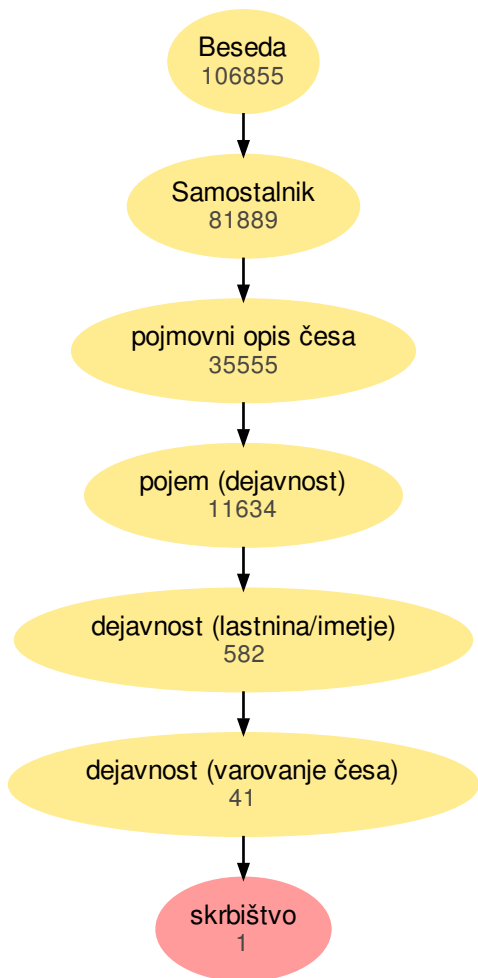 Beseda
106855
Samostalnik
81889
pojmovni opis česa
35555
pojem (dejavnost)
11634
dejavnost (lastnina/imetje)
582
dejavnost (varovanje česa)
41
skrbištvo
1